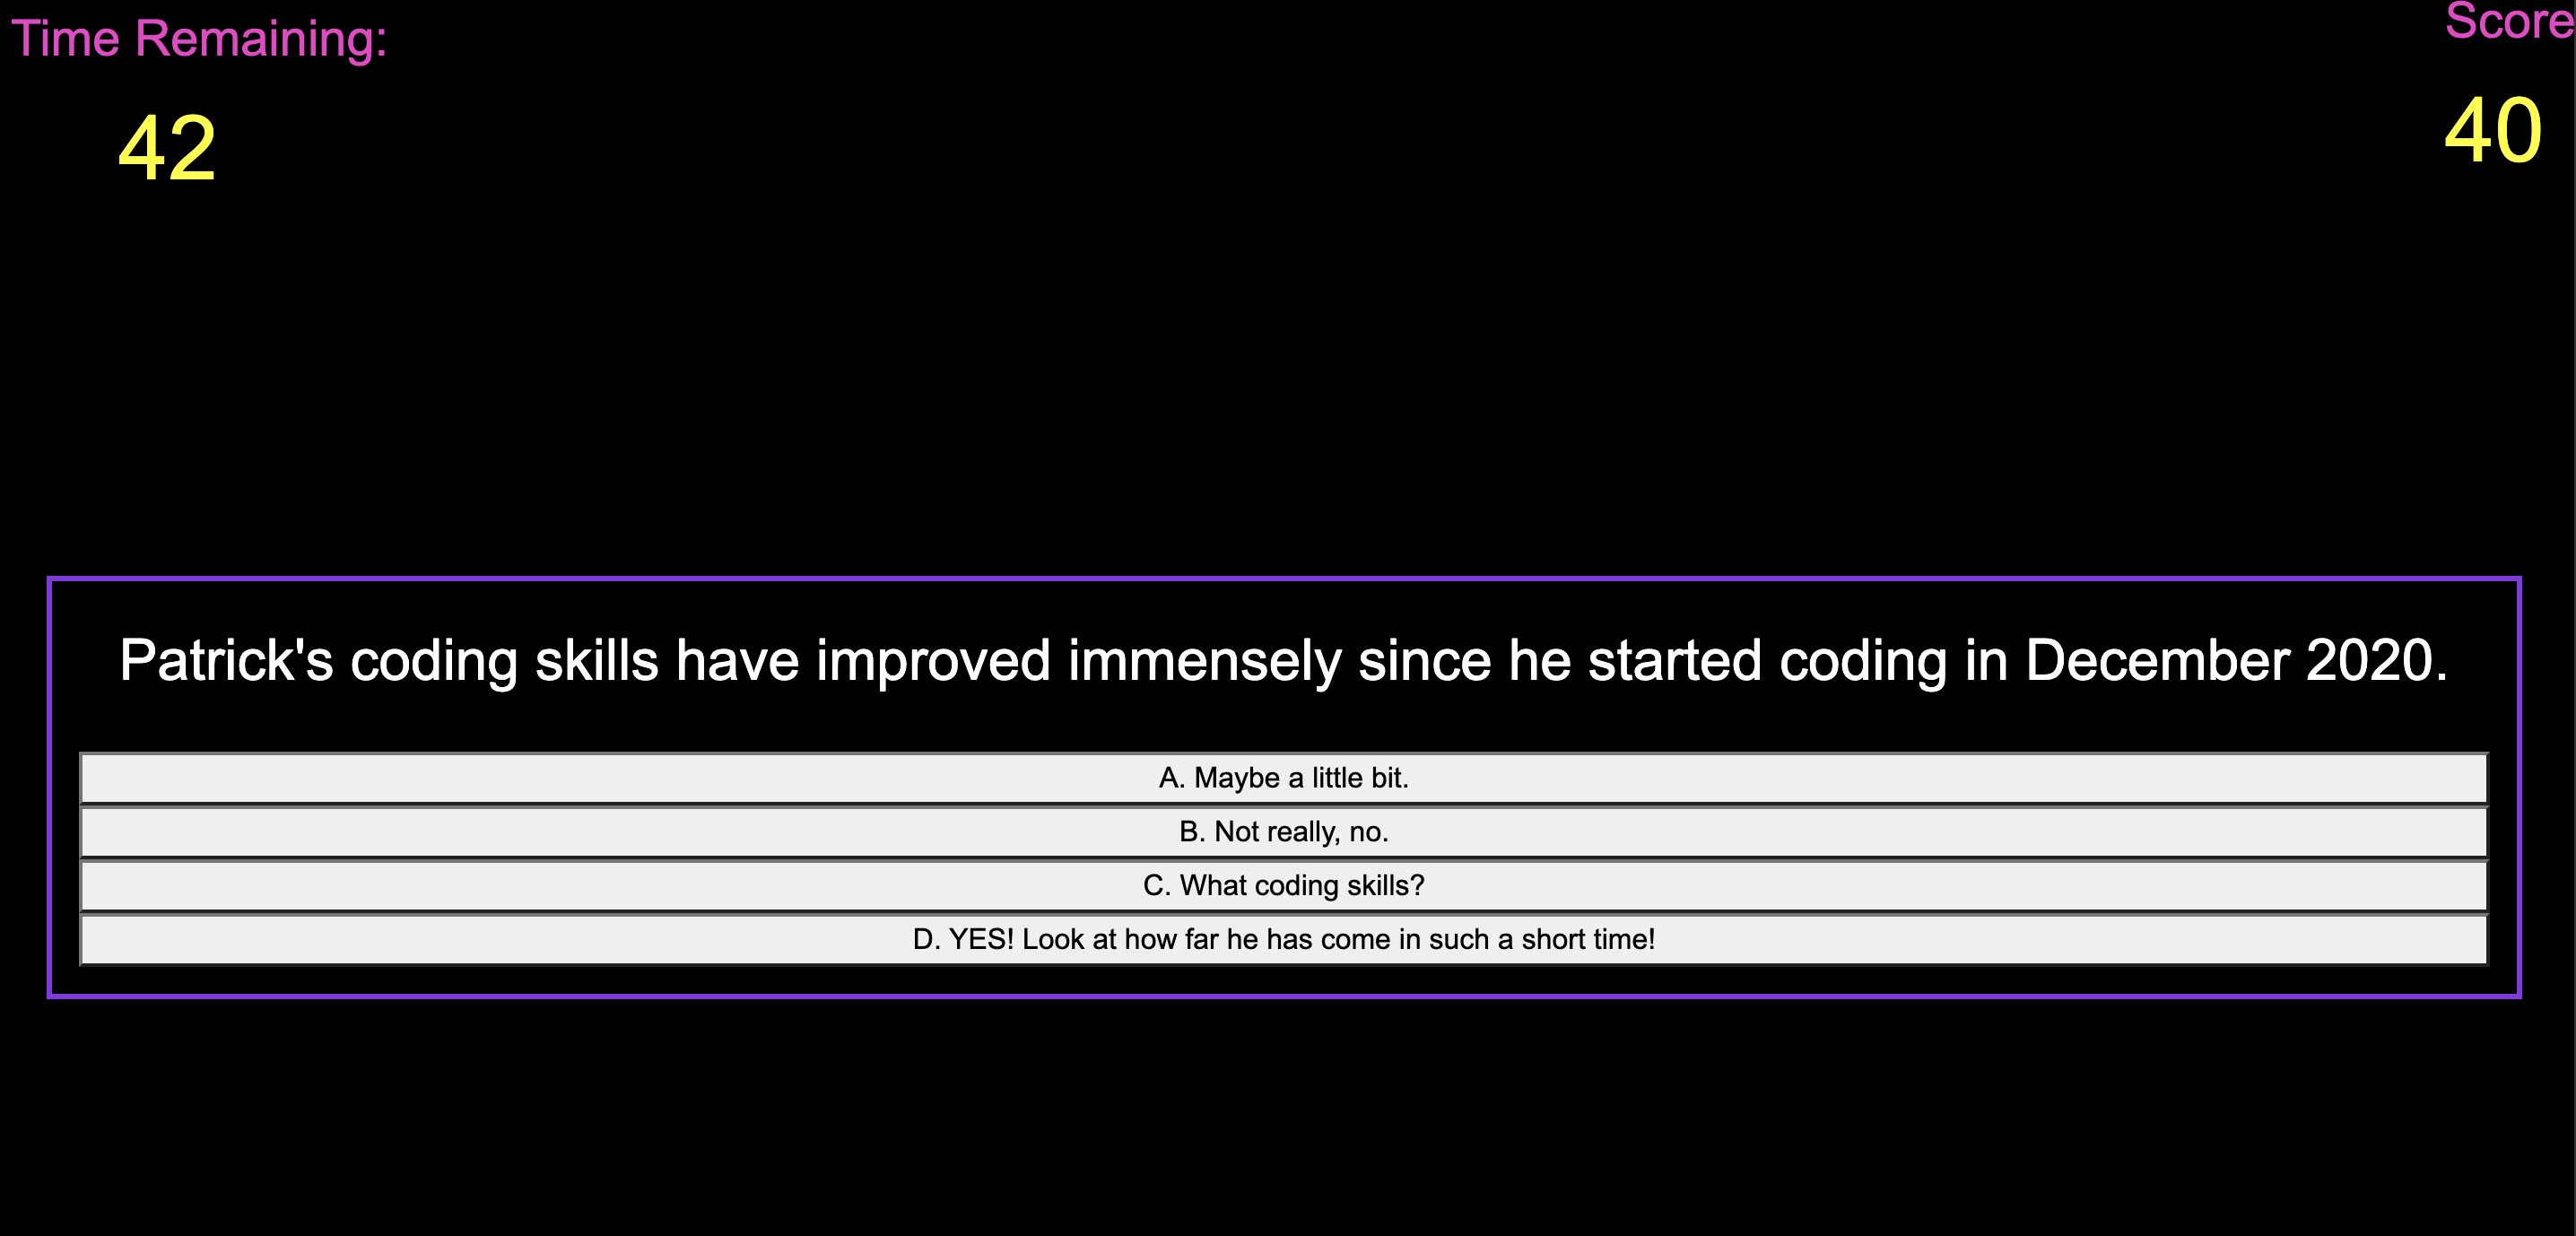 Time Remaining:
Score
42
40
Patrick's coding skills have improved immensely since he started coding in December 2020.
A. Maybe a little bit.
B. Not really, no.
C. What coding skills?
D. YES! Look at how far he has come in such a short time!